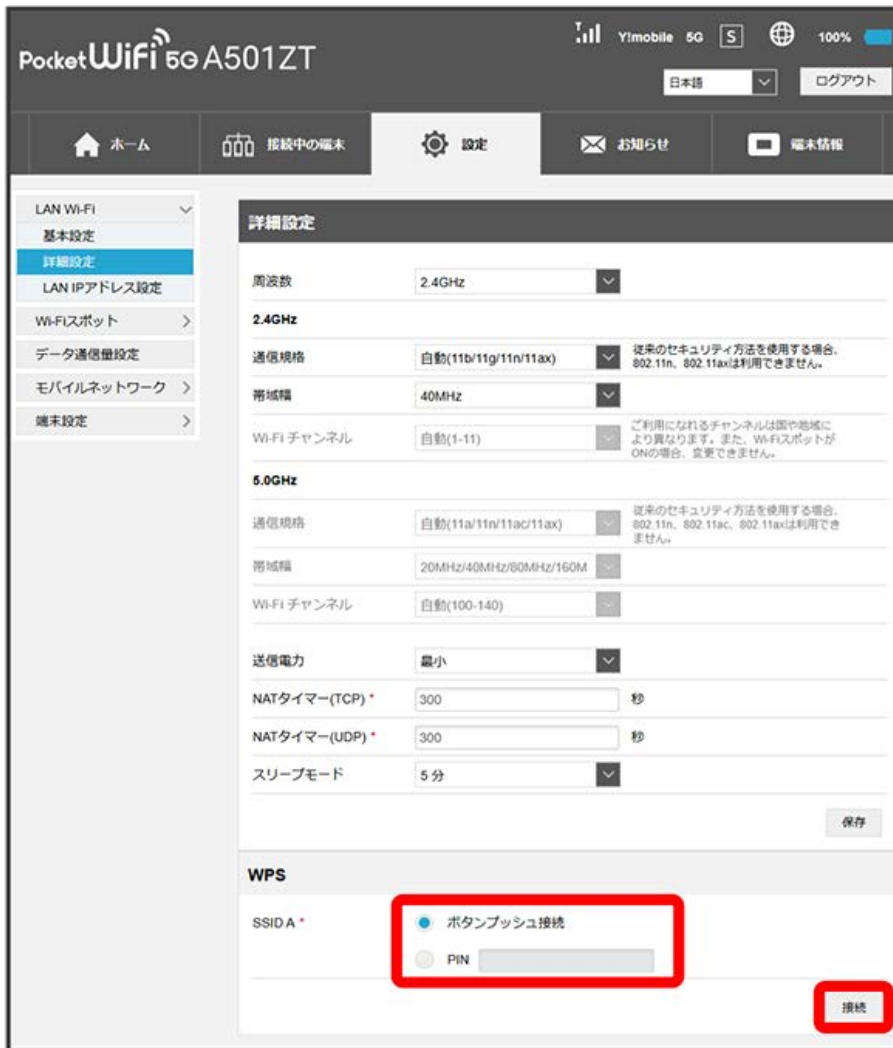 Pocket WiFi 5G A501ZT
Y!mobile 5G S 100%
日本語 ログアウト
ホーム 接続中の端末 設定 お知らせ 端末情報
LAN Wi-Fi
基本設定
詳細設定
LAN IPアドレス設定
Wi-Fiスポット
データ通信量設定
モバイルネットワーク
端末設定
詳細設定
周波数 2.4GHz
2.4GHz
通信規格 自動(11b/11g/11n/11ax) 従来のセキュリティ方法を使用する場合、
802.11n、802.11axは利用できません。
帯域幅 40MHz
Wi-Fi チャンネル 自動(1-11) ご利用になれるチャンネルは国や地域に
より異なります。また、Wi-Fiスポットが
ONの場合、変更できません。
5.0GHz
通信規格 自動(11a/11n/11ac/11ax) 従来のセキュリティ方法を使用する場合、
802.11n、802.11ac、802.11axは利用でき
ません。
帯域幅 20MHz/40MHz/80MHz/160M
Wi-Fi チャンネル 自動(100-140)
送信電力 最小
NATタイマー(TCP) * 300 秒
NATタイマー(UDP) * 300 秒
スリープモード 5 分
保存
WPS
SSID A * ボタンプッシュ接続
PIN
接続